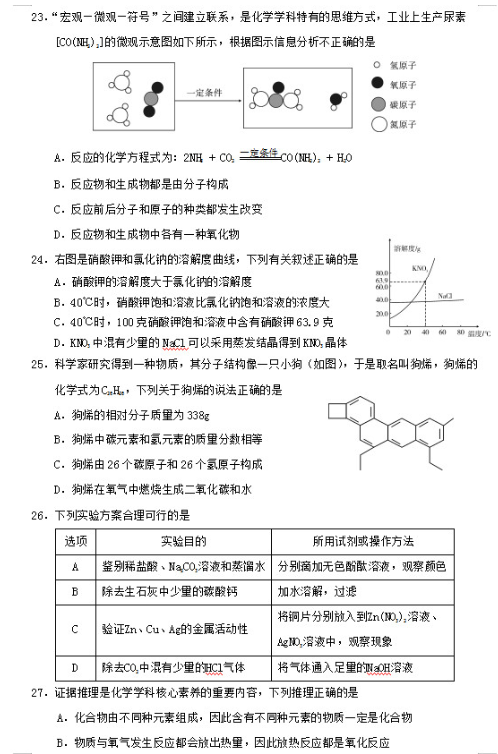 23.“宏观—微观—符号”之间建立联系，是化学学科特有的思维方式，工业上生产尿素
[CO(NH₂)₂]的微观示意图如下所示，根据图示信息分析不正确的是
一定条件
氢原子
氧原子
碳原子
氮原子
A．反应的化学方程式为：2NH₃ + CO₂ 一定条件 CO(NH₂)₂ + H₂O
B．反应物和生成物都是由分子构成
C．反应前后分子和原子的种类都发生改变
D．反应物和生成物中各有一种氧化物
24．右图是硝酸钾和氯化钠的溶解度曲线，下列有关叙述正确的是
A．硝酸钾的溶解度大于氯化钠的溶解度
B．40℃时，硝酸钾饱和溶液比氯化钠饱和溶液的浓度大
C．40℃时，100克硝酸钾饱和溶液中含有硝酸钾63.9克
D．KNO₃中混有少量的NaCl可以采用蒸发结晶得到KNO₃晶体
溶解度/g
KNO₃
80.0
63.9
60.0
NaCl
40.0
20.0
0 20 40 60 80 温度/℃
25．科学家研究得到一种物质，其分子结构像一只小狗（如图），于是取名叫狗烯，狗烯的
化学式为C₂₆H₂₆，下列关于狗烯的说法正确的是
A．狗烯的相对分子质量为338g
B．狗烯中碳元素和氢元素的质量分数相等
C．狗烯由26个碳原子和26个氢原子构成
D．狗烯在氧气中燃烧生成二氧化碳和水
26．下列实验方案合理可行的是
选项 实验目的 所用试剂或操作方法
A 鉴别稀盐酸、Na₂CO₃溶液和蒸馏水 分别滴加无色酚酞溶液，观察颜色
B 除去生石灰中少量的碳酸钙 加水溶解，过滤
C 验证Zn、Cu、Ag的金属活动性 将铜片分别放入到Zn(NO₃)₂溶液、
AgNO₃溶液中，观察现象
D 除去CO₂中混有少量的HCl气体 将气体通入足量的NaOH溶液
27．证据推理是化学学科核心素养的重要内容，下列推理正确的是
A．化合物由不同种元素组成，因此含有不同种元素的物质一定是化合物
B．物质与氧气发生反应都会放出热量，因此放热反应都是氧化反应